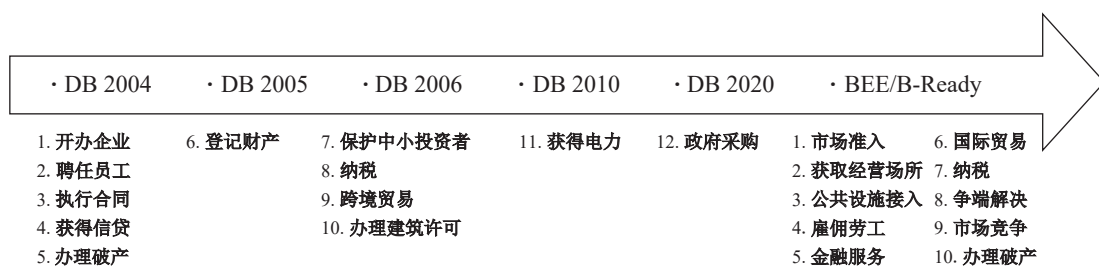 · DB 2004 · DB 2005 · DB 2006 · DB 2010 · DB 2020 · BEE/B-Ready
1. 开办企业
2. 聘任员工
3. 执行合同
4. 获得信贷
5. 办理破产
6. 登记财产
7. 保护中小投资者
8. 纳税
9. 跨境贸易
10. 办理建筑许可
11. 获得电力
12. 政府采购
1. 市场准入
2. 获取经营场所
3. 公共设施接入
4. 雇佣劳工
5. 金融服务
6. 国际贸易
7. 纳税
8. 争端解决
9. 市场竞争
10. 办理破产